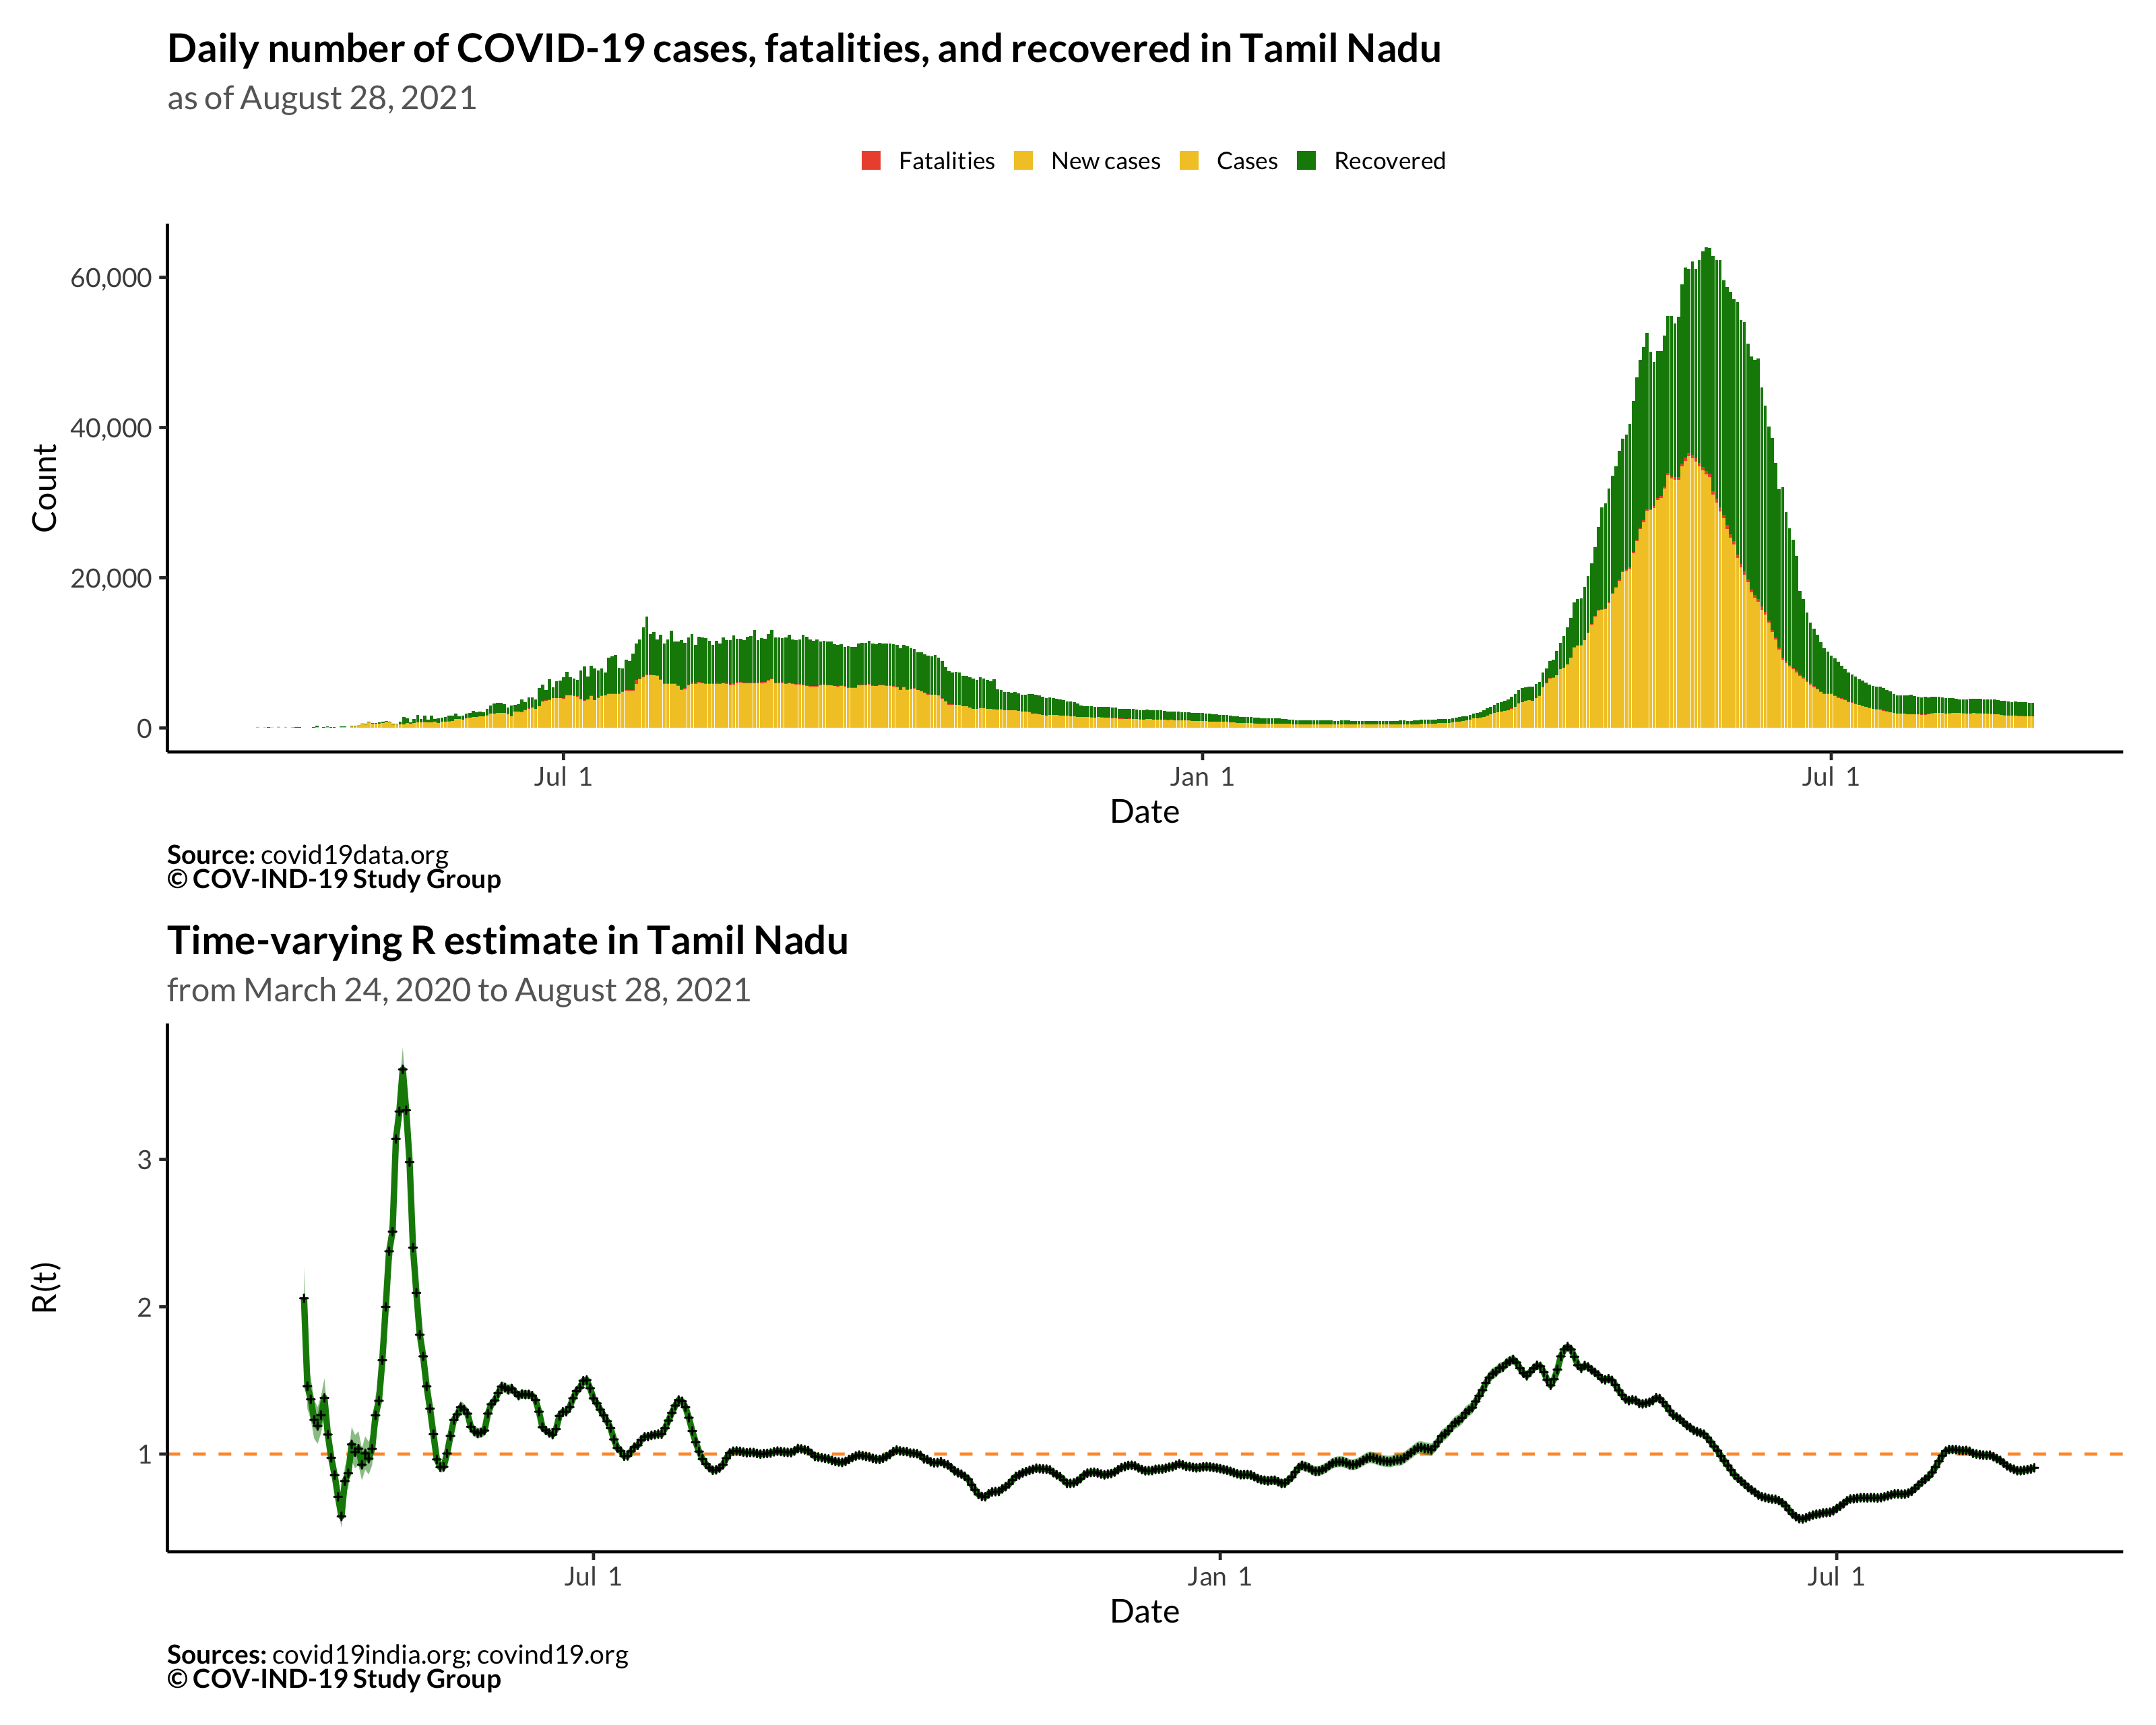 Daily number of COVID-19 cases, fatalities, and recovered in Tamil Nadu
as of August 28, 2021
Fatalities New cases Cases Recovered
60,000
40,000
20,000
0
Count
Jul 1 Jan 1 Jul 1
Date
Source: covid19data.org
© COV-IND-19 Study Group
Time-varying R estimate in Tamil Nadu
from March 24, 2020 to August 28, 2021
3
2
1
R(t)
Jul 1 Jan 1 Jul 1
Date
Sources: covid19india.org; covind19.org
© COV-IND-19 Study Group